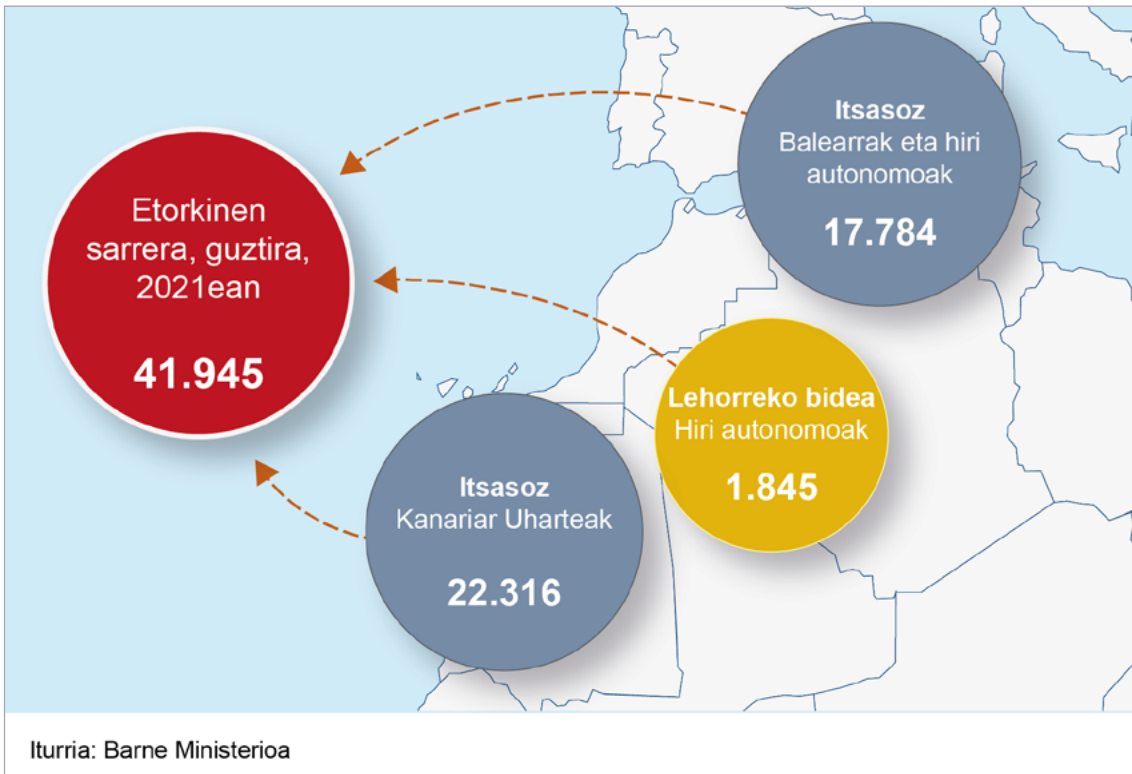 Itsasoz
Balearrak eta hiri
autonomoak
17.784
Etorkinen
sarrera, guztira,
2021ean
41.945
Lehorreko bidea
Hiri autonomoak
1.845
Itsasoz
Kanariar Uharteak
22.316
Iturria: Barne Ministerioa